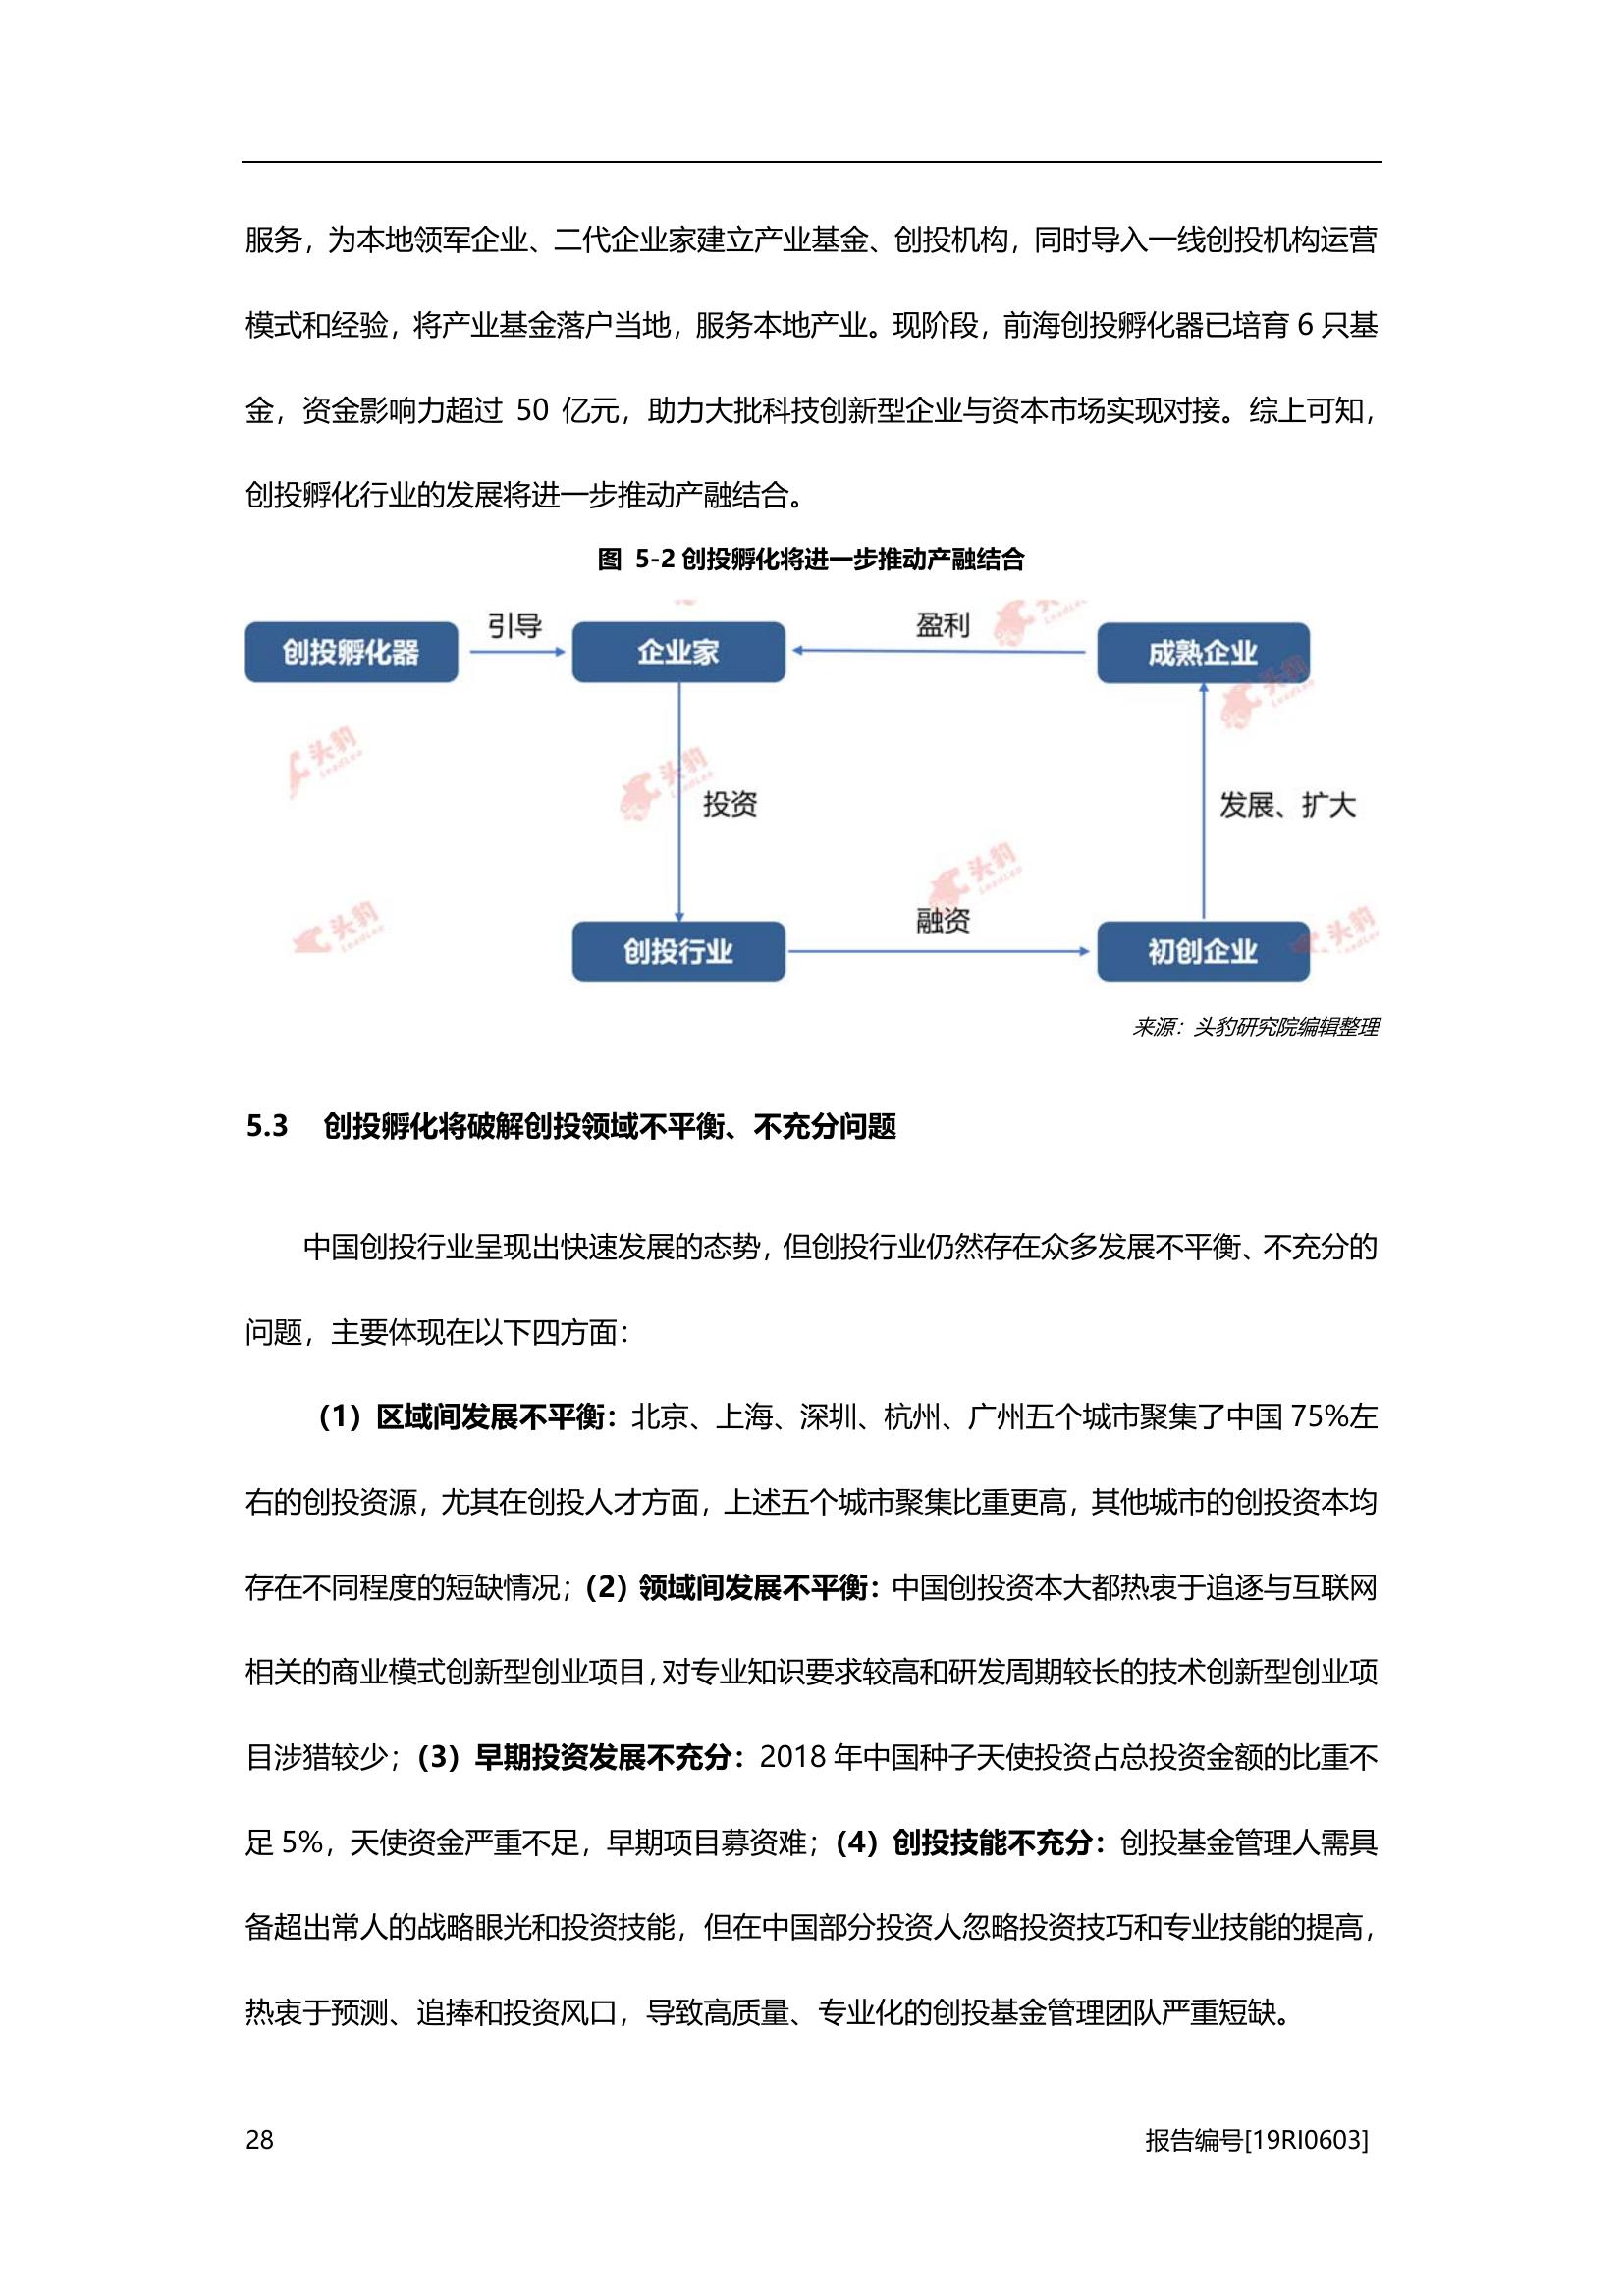 服务，为本地领军企业、二代企业家建立产业基金、创投机构，同时导入一线创投机构运营
模式和经验，将产业基金落户当地，服务本地产业。现阶段，前海创投孵化器已培育 6 只基
金，资金影响力超过 50 亿元，助力大批科技创新型企业与资本市场实现对接。综上可知，
创投孵化行业的发展将进一步推动产融结合。
图 5-2 创投孵化将进一步推动产融结合
创投孵化器
引导
企业家
盈利
成熟企业
头豹
LeadLeo
投资
发展、扩大
创投行业
融资
初创企业
来源：头豹研究院编辑整理
5.3 创投孵化将破解创投领域不平衡、不充分问题
中国创投行业呈现出快速发展的态势，但创投行业仍然存在众多发展不平衡、不充分的
问题，主要体现在以下四方面：
（1）区域间发展不平衡：北京、上海、深圳、杭州、广州五个城市聚集了中国 75%左
右的创投资源，尤其在创投人才方面，上述五个城市聚集比重更高，其他城市的创投资本均
存在不同程度的短缺情况；（2）领域间发展不平衡：中国创投资本大都热衷于追逐与互联网
相关的商业模式创新型创业项目，对专业知识要求较高和研发周期较长的技术创新型创业项
目涉猎较少；（3）早期投资发展不充分：2018 年中国种子天使投资占总投资金额的比重不
足 5%，天使资金严重不足，早期项目募资难；（4）创投技能不充分：创投基金管理人需具
备超出常人的战略眼光和投资技能，但在中国部分投资人忽略投资技巧和专业技能的提高，
热衷于预测、追捧和投资风口，导致高质量、专业化的创投基金管理团队严重短缺。
28
报告编号[19RI0603]